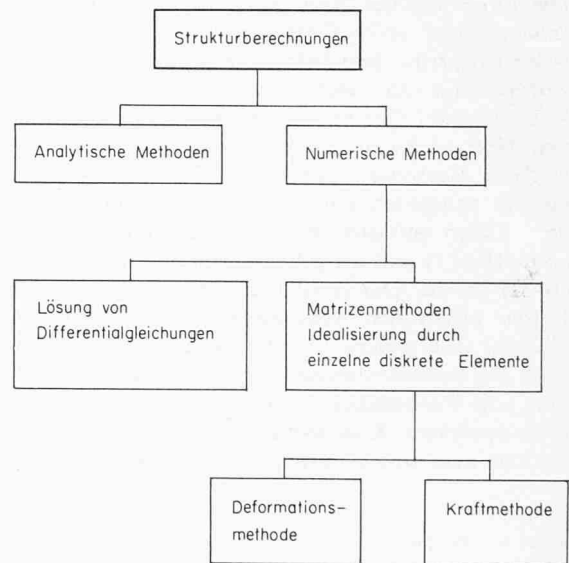 Strukturberechnungen
Analytische Methoden
Numerische Methoden
Lösung von
Differentialgleichungen
Matrizenmethoden
Idealisierung durch
einzelne diskrete Elemente
Deformations-
methode
Kraftmethode